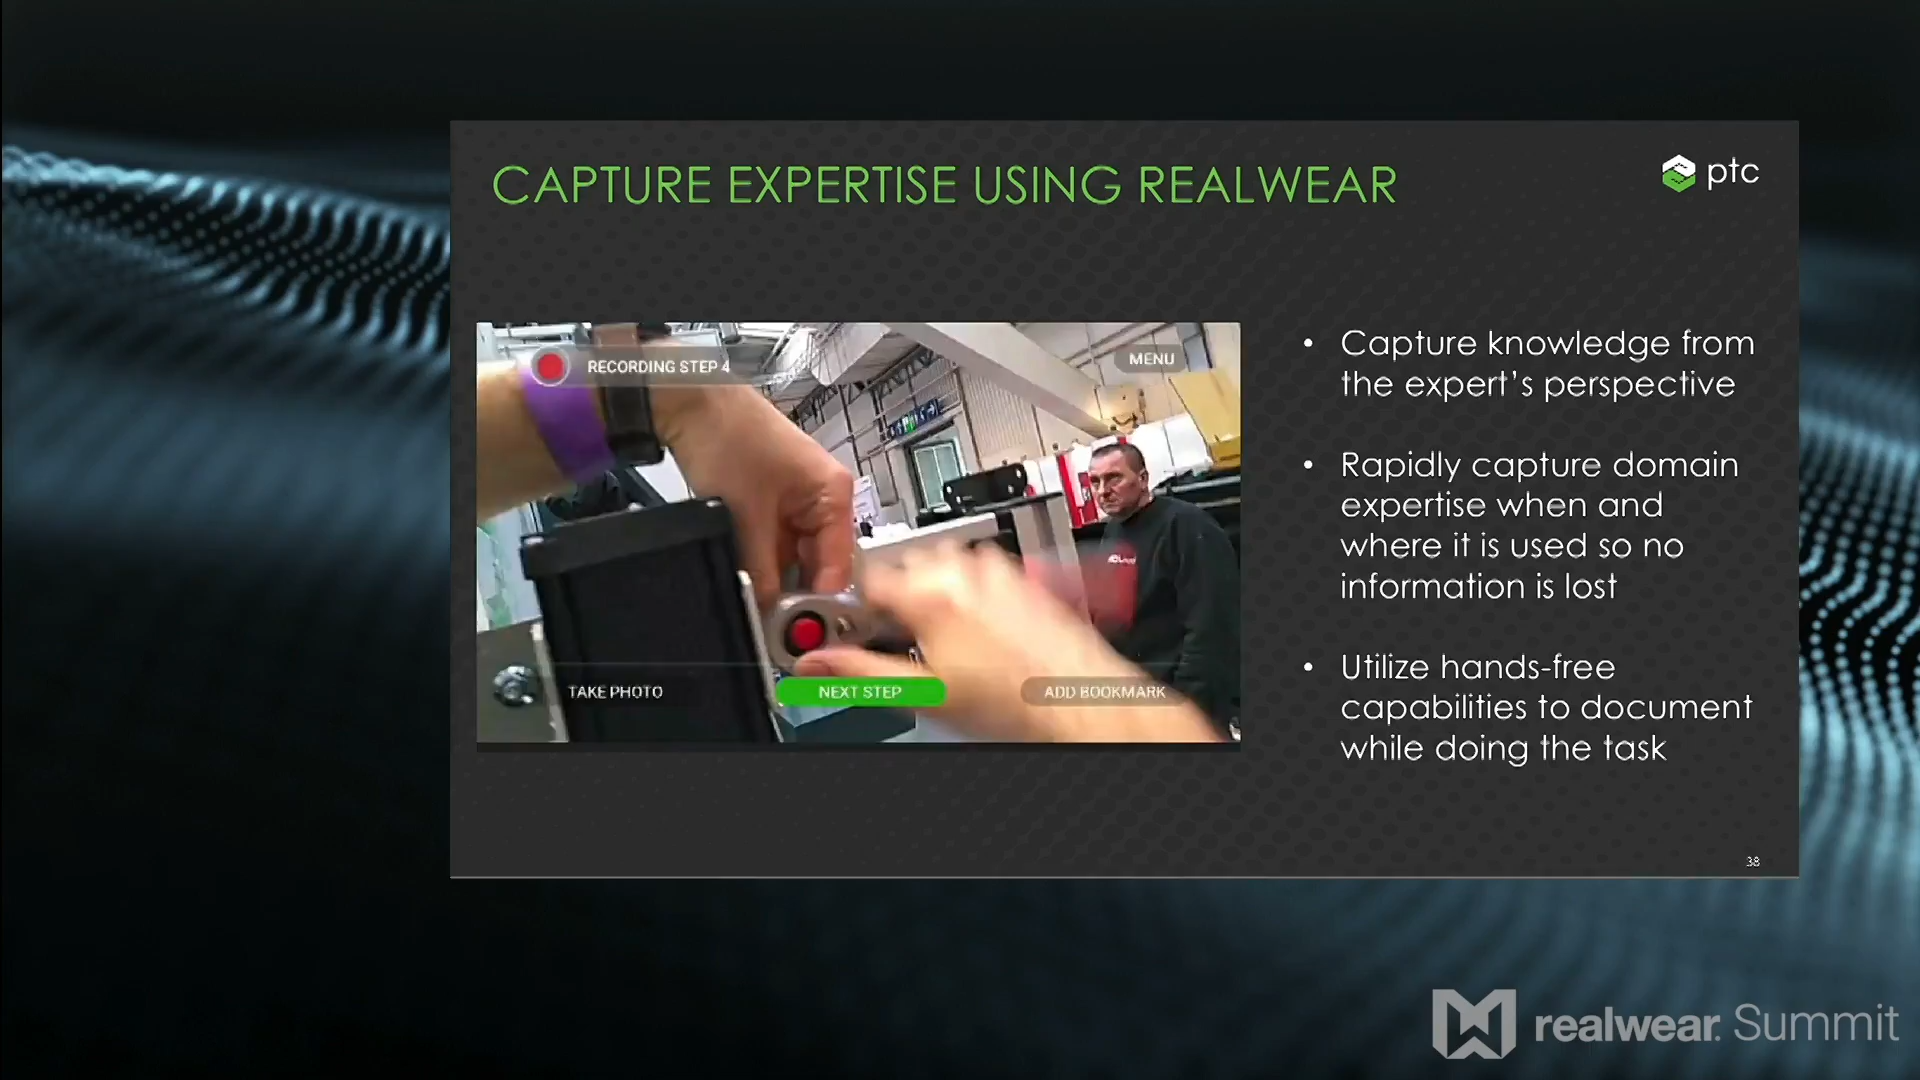 CAPTURE EXPERTISE USING REALWEAR
ptc
RECORDING STEP 4
MENU
TAKE PHOTO
NEXT STEP
ADD BOOKMARK
• Capture knowledge from
the expert's perspective
• Rapidly capture domain
expertise when and
where it is used so no
information is lost
• Utilize hands-free
capabilities to document
while doing the task
38
realwear. Summit